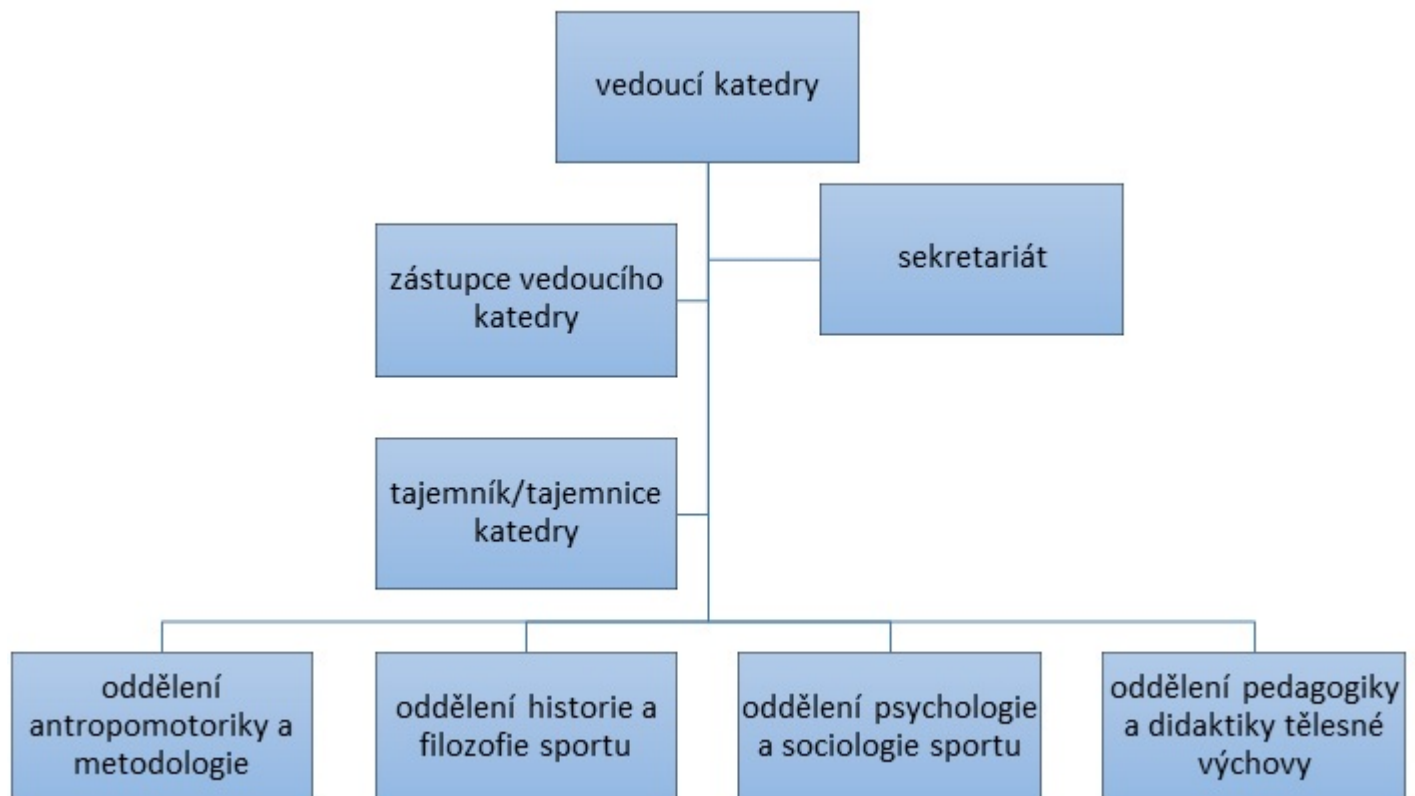 vedoucí katedry
sekretariát
zástupce vedoucího
katedry
tajemník/tajemnice
katedry
oddělení
antropomotoriky a
metodologie
oddělení historie a
filozofie sportu
oddělení psychologie
a sociologie sportu
oddělení pedagogiky
a didaktiky tělesné
výchovy